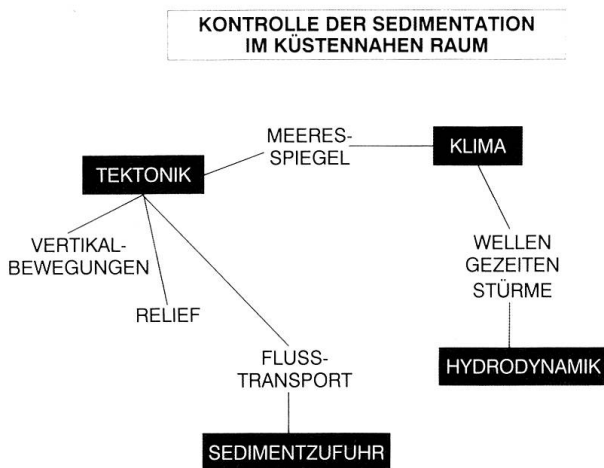 KONTROLLE DER SEDIMENTATION
IM KÜSTENNAHEN RAUM
MEERES-
SPIEGEL
KLIMA
TEKTONIK
VERTIKAL-
BEWEGUNGEN
WELLEN
GEZEITEN
STÜRME
RELIEF
FLUSS-
TRANSPORT
HYDRODYNAMIK
SEDIMENTZUFUHR